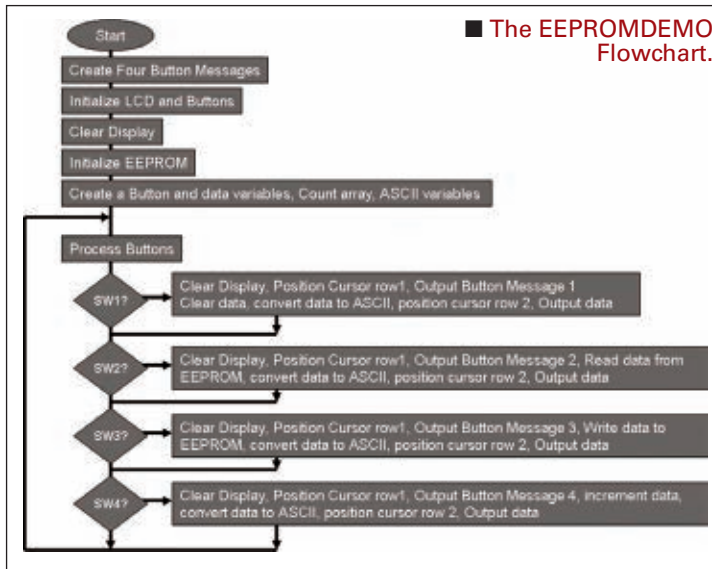 ■ The EEPROMDEMO
Flowchart.
Start
Create Four Button Messages
Initialize LCD and Buttons
Clear Display
Initialize EEPROM
Create a Button and data variables, Count array, ASCII variables
Process Buttons
SW1?
Clear Display, Position Cursor row1, Output Button Message 1
Clear data, convert data to ASCII, position cursor row 2, Output data
SW2?
Clear Display, Position Cursor row1, Output Button Message 2, Read data from
EEPROM, convert data to ASCII, position cursor row 2, Output data
SW3?
Clear Display, Position Cursor row1, Output Button Message 3, Write data to
EEPROM, convert data to ASCII, position cursor row 2, Output data
SW4?
Clear Display, Position Cursor row1, Output Button Message 4, increment data,
convert data to ASCII, position cursor row 2, Output data